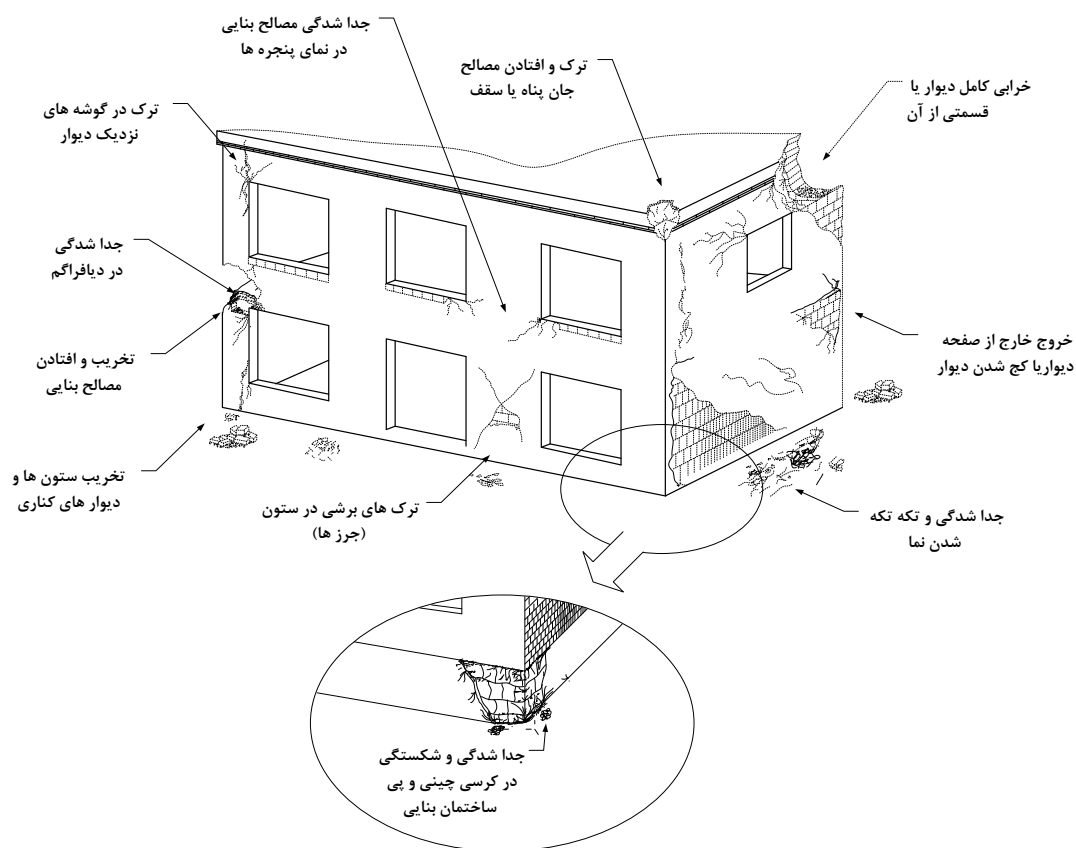 جدا شدگی مصالح بنایی
در نمای پنجره ها
ترک و افتادن مصالح
جان پناه یا سقف
خرابی کامل دیوار یا
قسمتی از آن
ترک در گوشه های
نزدیک دیوار
جدا شدگی
در دیافراگم
تخریب و افتادن
مصالح بنایی
خروج خارج از صفحه
دیواریا کج شدن دیوار
تخریب ستون ها و
دیوار های کناری
ترک های برشی در ستون
(جرز ها)
جدا شدگی و تکه تکه
شدن نما
جدا شدگی و شکستگی
در کرسی چینی و پی
ساختمان بنایی